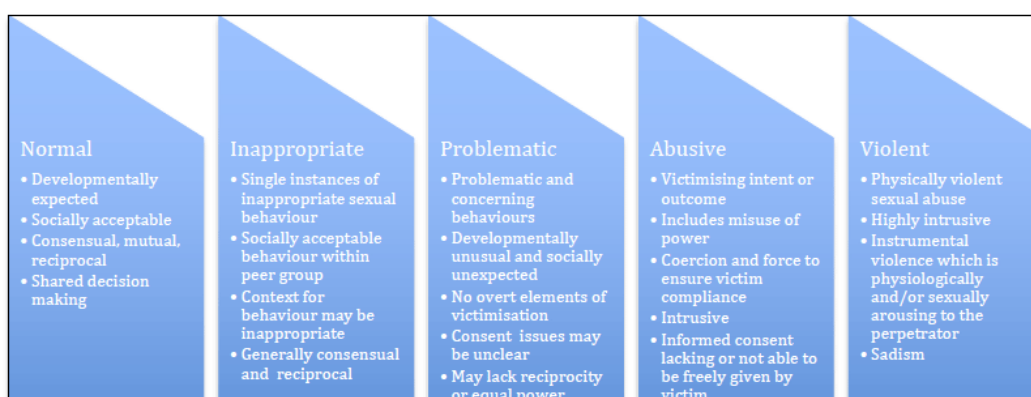 Normal
• Developmentally
expected
• Socially acceptable
• Consensual, mutual,
reciprocal
• Shared decision
making
Inappropriate
• Single instances of
inappropriate sexual
behaviour
• Socially acceptable
behaviour within
peer group
• Context for
behaviour may be
inappropriate
• Generally consensual
and reciprocal
Problematic
• Problematic and
concerning
behaviours
• Developmentally
unusual and socially
unexpected
• No overt elements of
victimisation
• Consent issues may
be unclear
• May lack reciprocity
or equal power
Abusive
• Victimising intent or
outcome
• Includes misuse of
power
• Coercion and force to
ensure victim
compliance
• Intrusive
• Informed consent
lacking or not able to
be freely given by
victim
Violent
• Physically violent
sexual abuse
• Highly intrusive
• Instrumental
violence which is
physiologically
and/or sexually
arousing to the
perpetrator
• Sadism